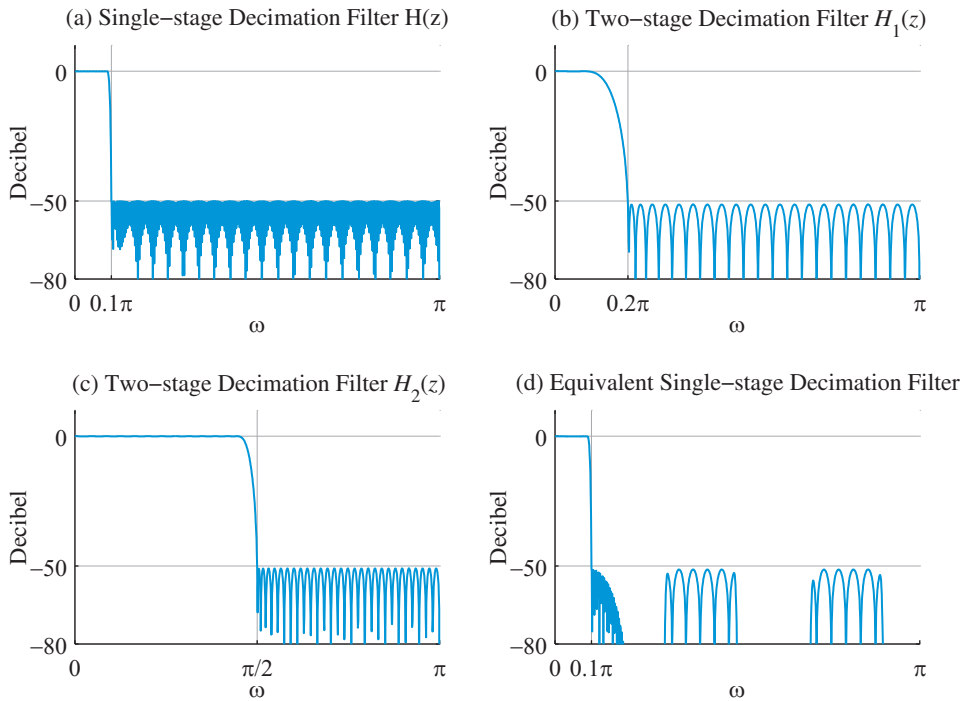 (a) Single−stage Decimation Filter H(z)
0
−50
−80
Decibel
0 0.1π π
ω
(b) Two−stage Decimation Filter H1(z)
0
−50
−80
Decibel
0 0.2π π
ω
(c) Two−stage Decimation Filter H2(z)
0
−50
−80
Decibel
0 π/2 π
ω
(d) Equivalent Single−stage Decimation Filter
0
−50
−80
Decibel
0 0.1π π
ω